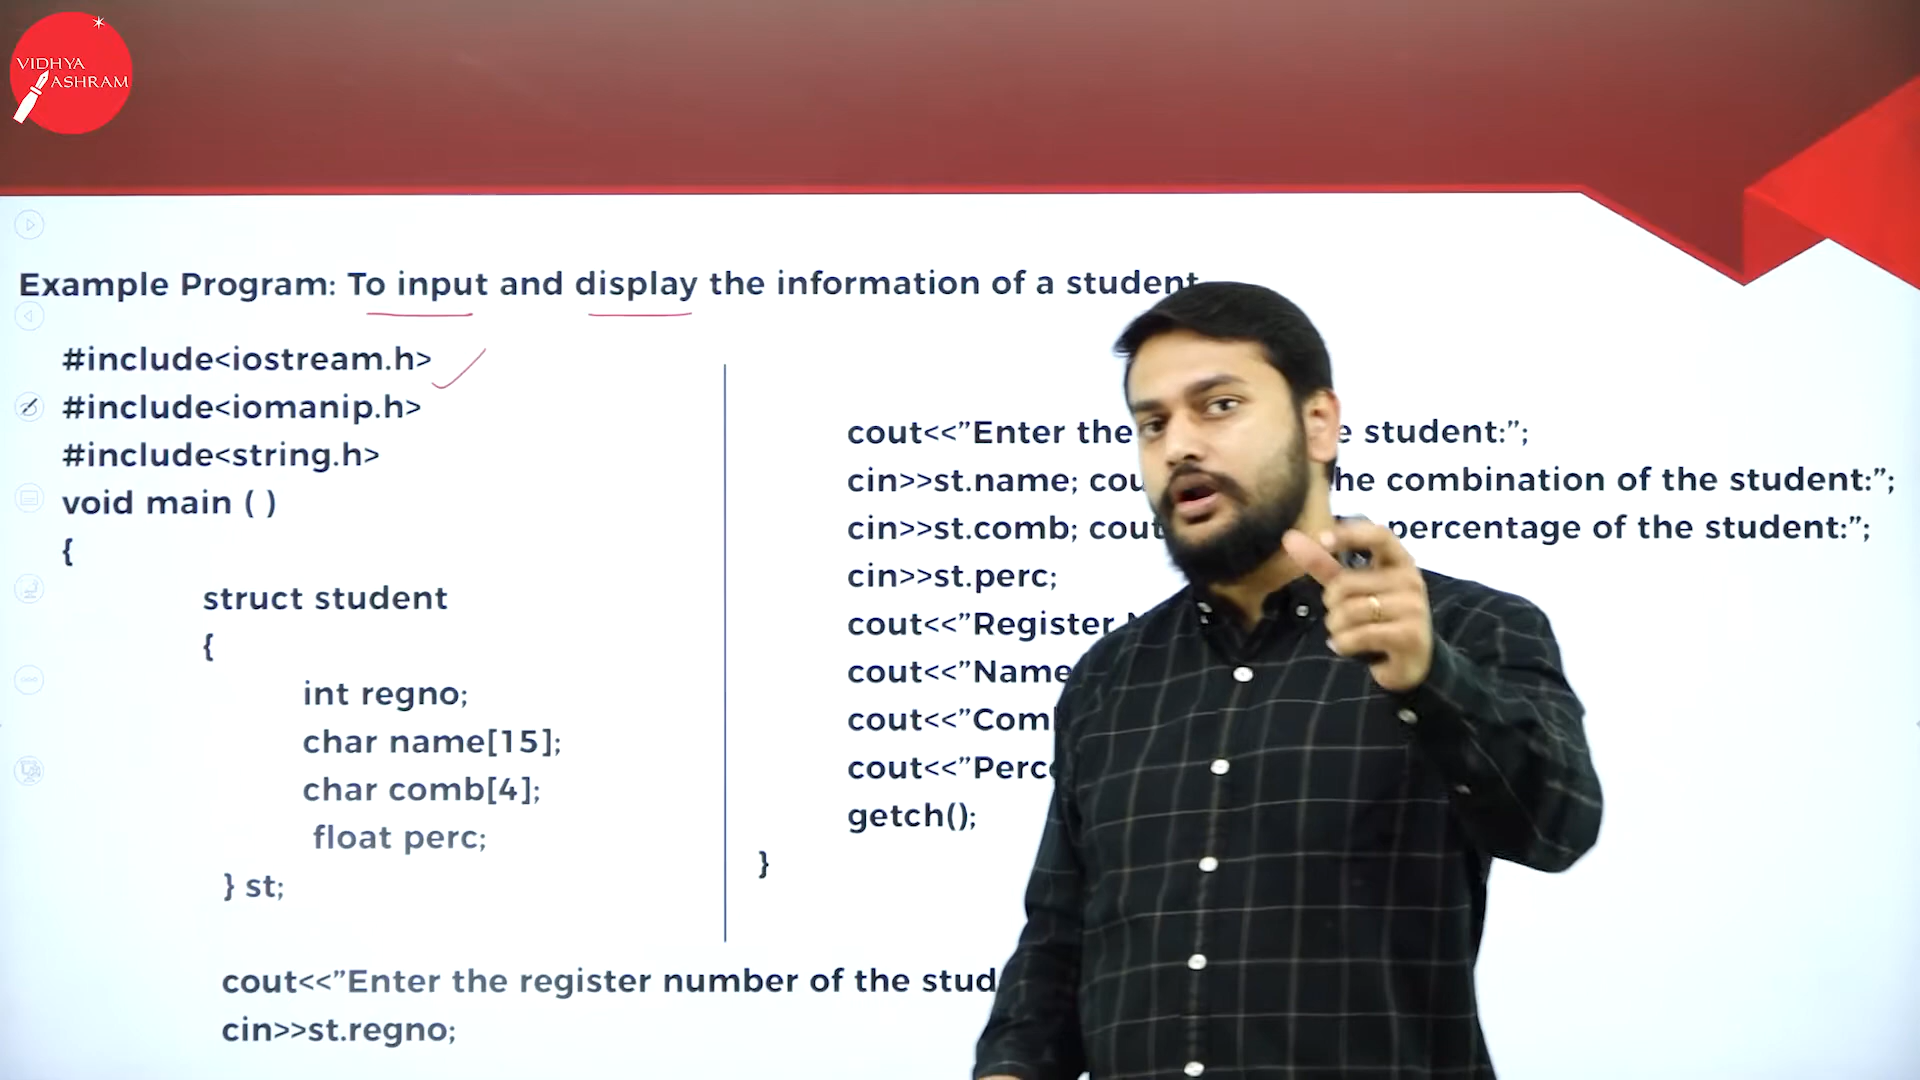 VIDHYA
ASHRAM
Example Program: To input and display the information of a student
#include<iostream.h>
#include<iomanip.h>
#include<string.h>
void main ( )
{
struct student
{
int regno;
char name[15];
char comb[4];
float perc;
} st;
cout<<”Enter the register number of the stud
cin>>st.regno;
cout<<”Enter the student:”;
cin>>st.name; cou he combination of the student:”;
cin>>st.comb; cout percentage of the student:”;
cin>>st.perc;
cout<<”Register
cout<<”Name
cout<<”Com
cout<<”Perc
getch();
}